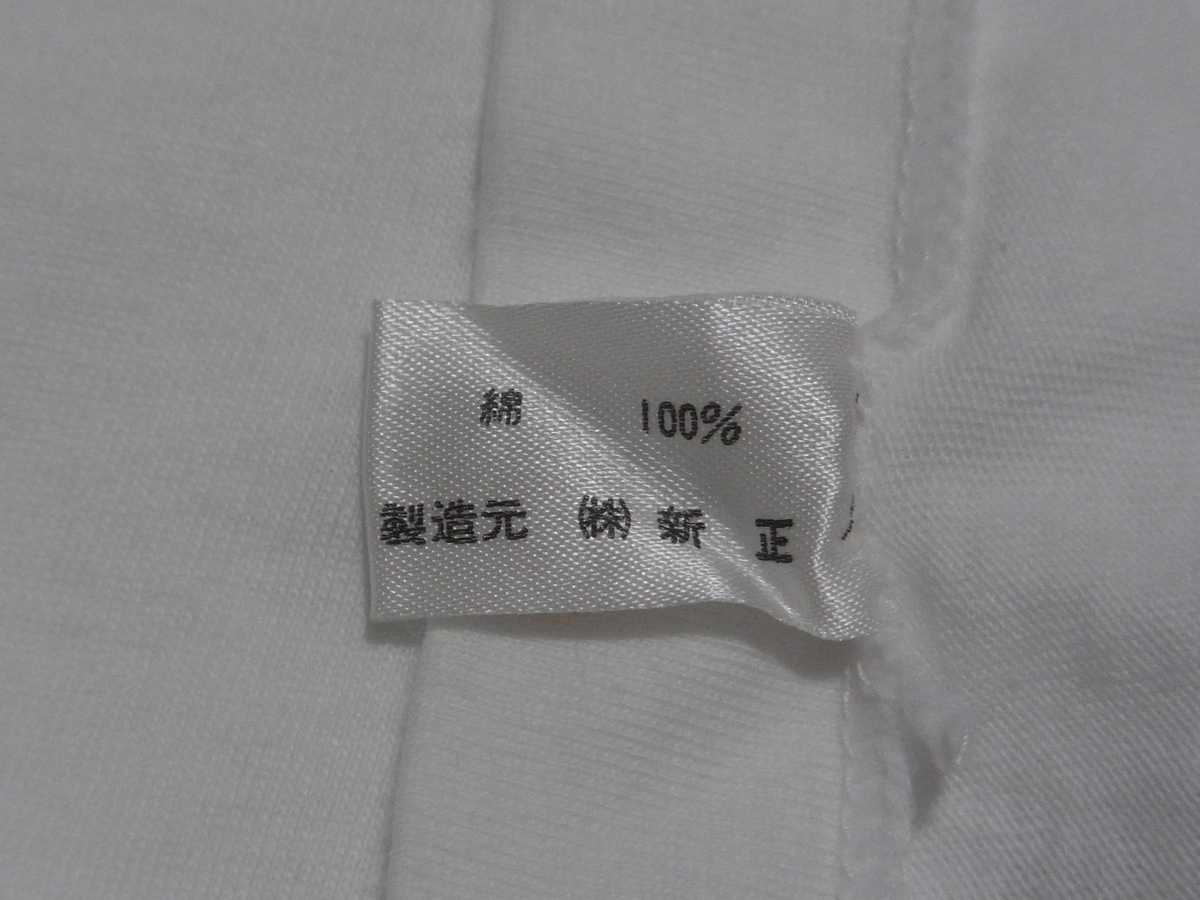 綿 100%
製造元 ㈱ 新 正